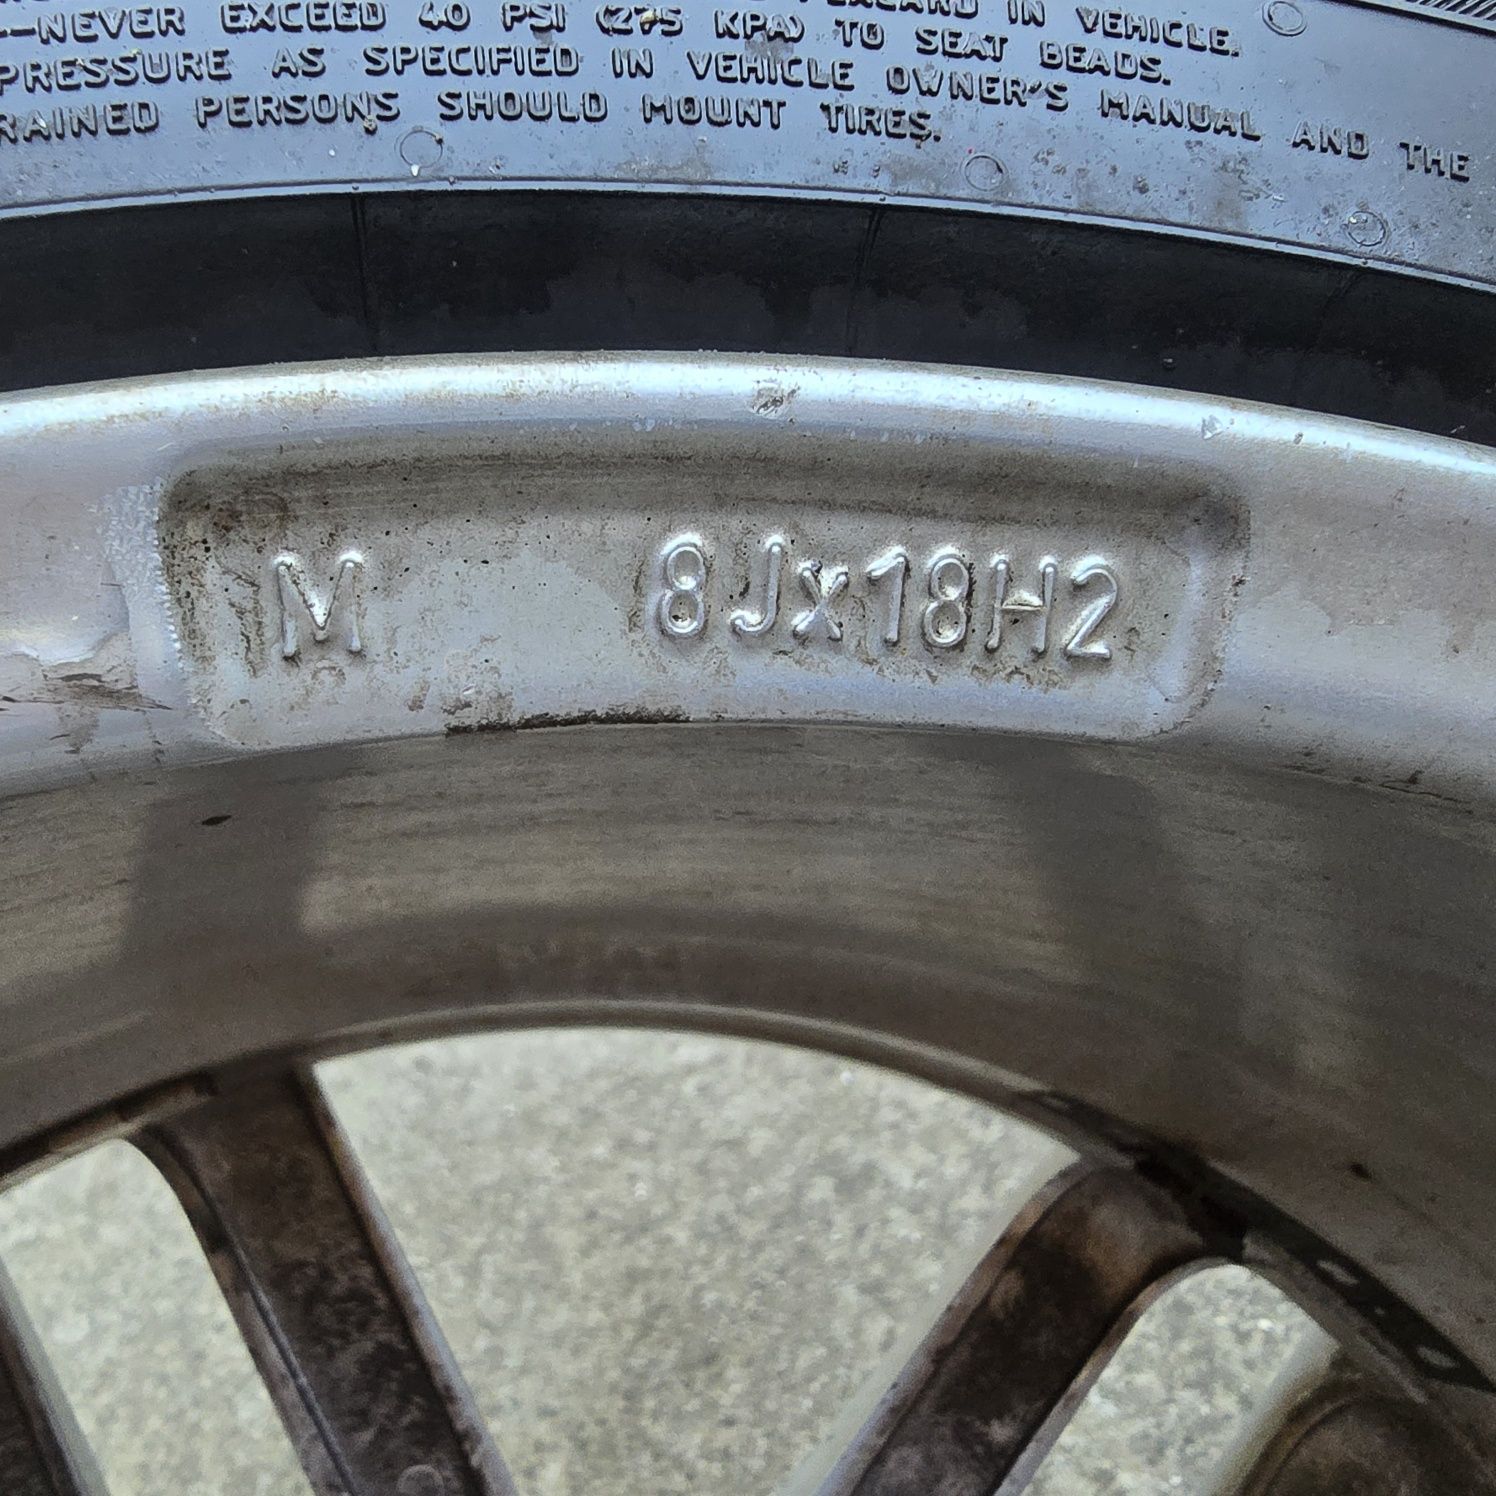 IN VEHICLE.
—NEVER EXCEED 40 PSI (275 KPA) TO SEAT BEADS.
PRESSURE AS SPECIFIED IN VEHICLE OWNER'S MANUAL AND THE
RAINED PERSONS SHOULD MOUNT TIRES.
M 8Jx18H2